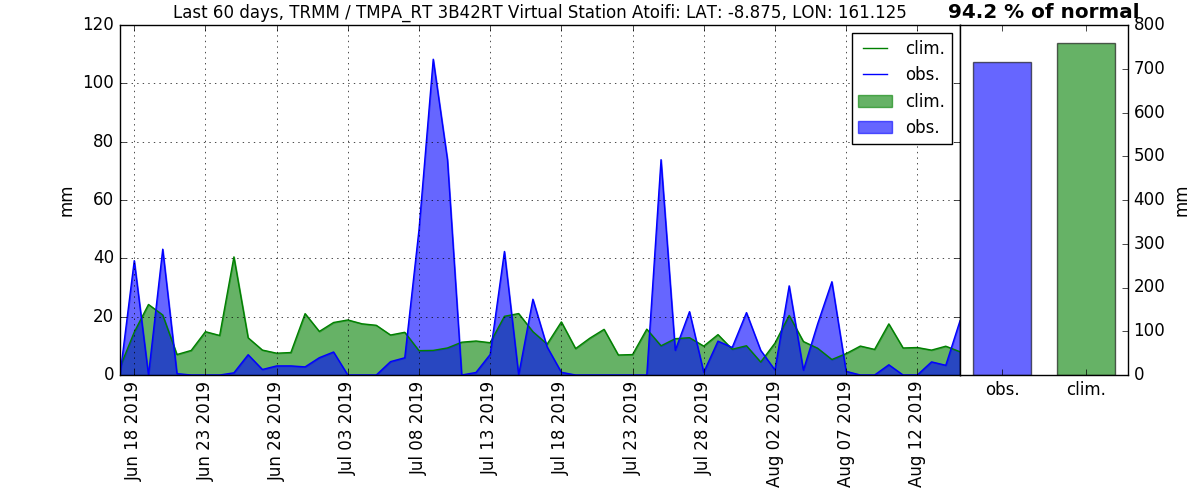 Last 60 days, TRMM / TMPA_RT 3B42RT Virtual Station Atoifi: LAT: -8.875, LON: 161.125
94.2 % of normal
120
100
80
60
40
20
0
mm
clim.
obs.
clim.
obs.
Jun 18 2019
Jun 23 2019
Jun 28 2019
Jul 03 2019
Jul 08 2019
Jul 13 2019
Jul 18 2019
Jul 23 2019
Jul 28 2019
Aug 02 2019
Aug 07 2019
Aug 12 2019
800
700
600
500
400
300
200
100
0
mm
obs.
clim.